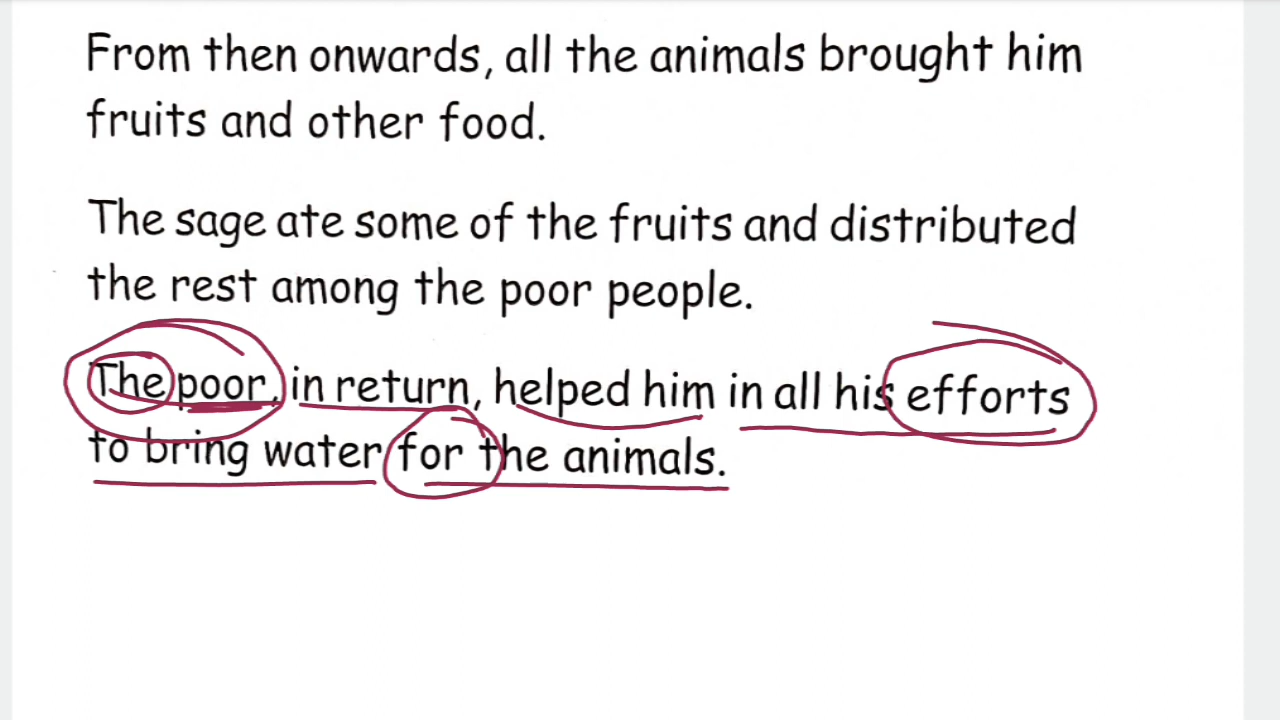 From then onwards, all the animals brought him
fruits and other food.
The sage ate some of the fruits and distributed
the rest among the poor people.
The poor, in return, helped him in all his efforts
to bring water for the animals.